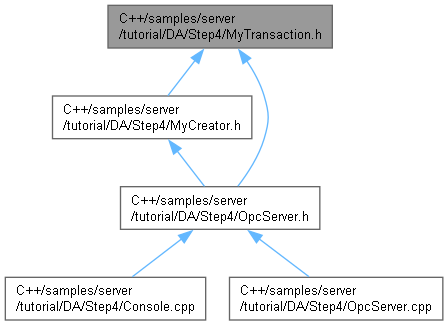 C++/samples/server
/tutorial/DA/Step4/MyTransaction.h
C++/samples/server
/tutorial/DA/Step4/MyCreator.h
C++/samples/server
/tutorial/DA/Step4/OpcServer.h
C++/samples/server
/tutorial/DA/Step4/Console.cpp
C++/samples/server
/tutorial/DA/Step4/OpcServer.cpp